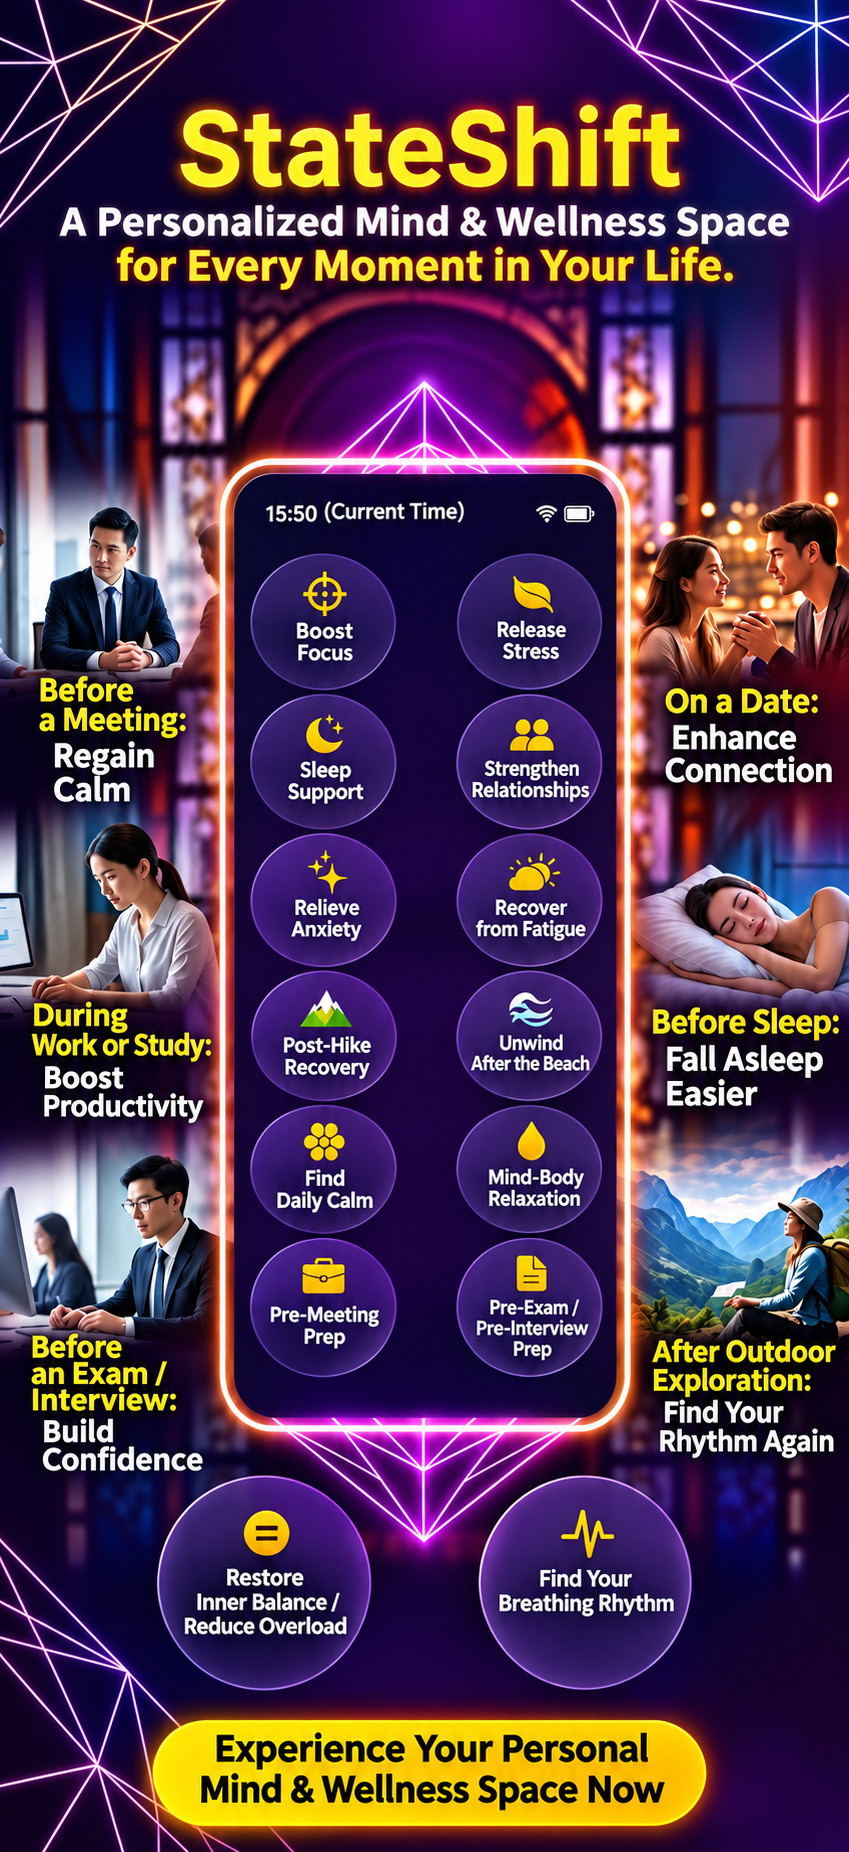 StateShift
A Personalized Mind & Wellness Space
for Every Moment in Your Life.
15:50 (Current Time)
Boost
Focus
Release
Stress
Sleep
Support
Strengthen
Relationships
Relieve
Anxiety
Recover
from Fatigue
Post-Hike
Recovery
Unwind
After the Beach
Find
Daily Calm
Mind-Body
Relaxation
Pre-Meeting
Prep
Pre-Exam /
Pre-Interview
Prep
Before
a Meeting:
Regain
Calm
During
Work or Study:
Boost
Productivity
Before
an Exam /
Interview:
Build
Confidence
On a Date:
Enhance
Connection
Before Sleep:
Fall Asleep
Easier
After Outdoor
Exploration:
Find Your
Rhythm Again
Restore
Inner Balance /
Reduce Overload
Find Your
Breathing Rhythm
Experience Your Personal
Mind & Wellness Space Now